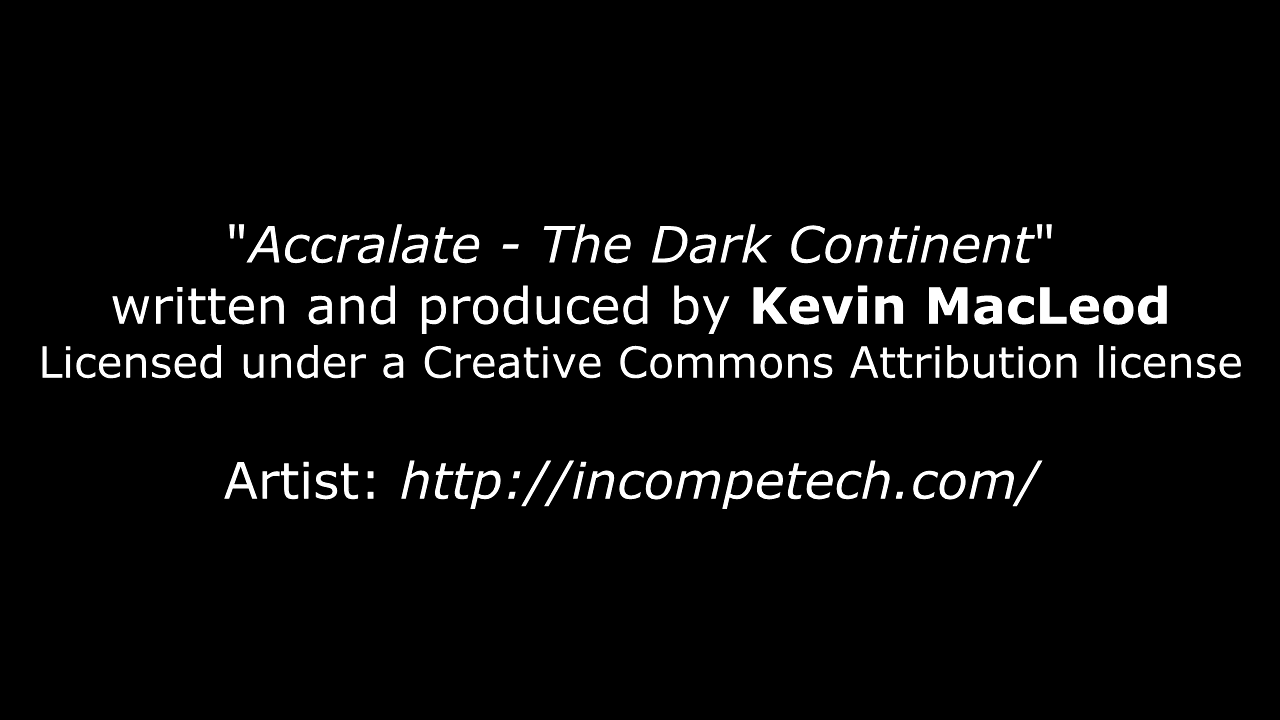 "Accralate - The Dark Continent"
written and produced by Kevin MacLeod
Licensed under a Creative Commons Attribution license
Artist: http://incompetech.com/